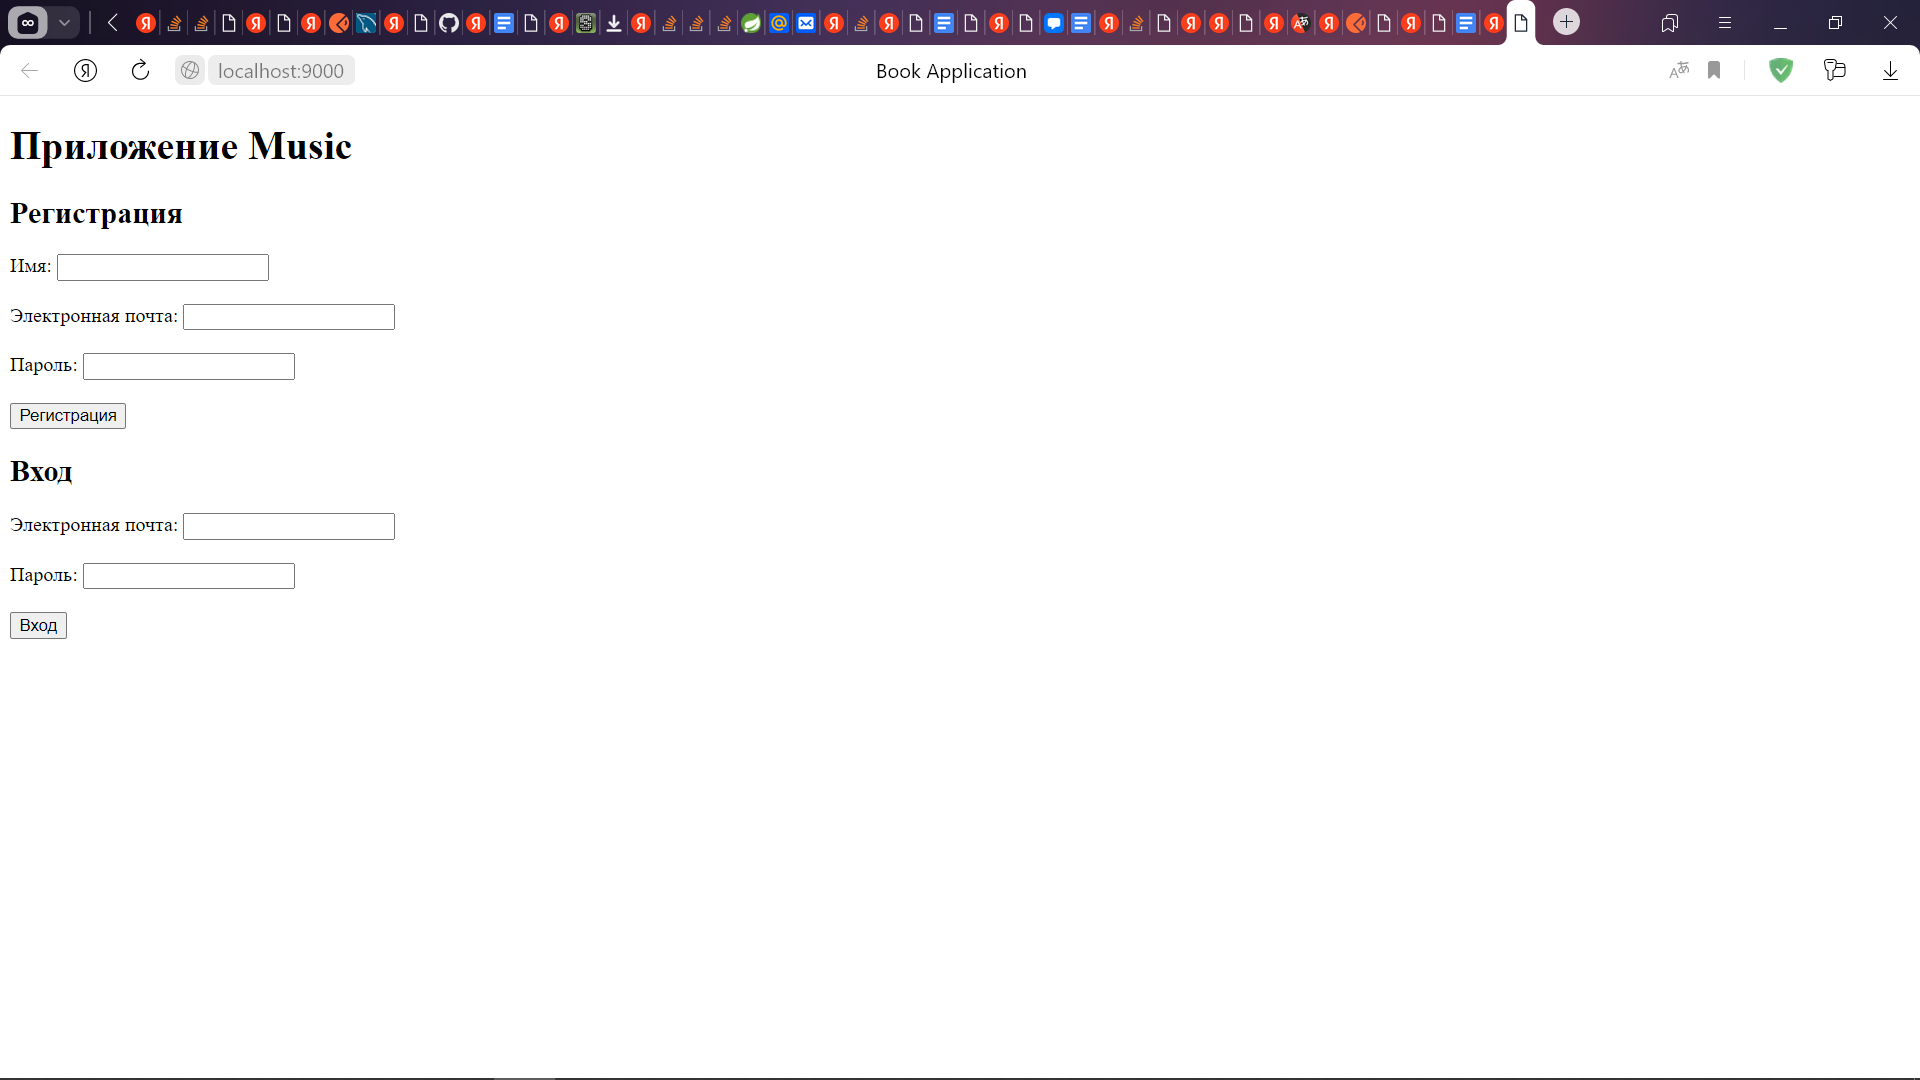 localhost:9000
Book Application
Приложение Music
Регистрация
Имя:
Электронная почта:
Пароль:
Регистрация
Вход
Электронная почта:
Пароль:
Вход